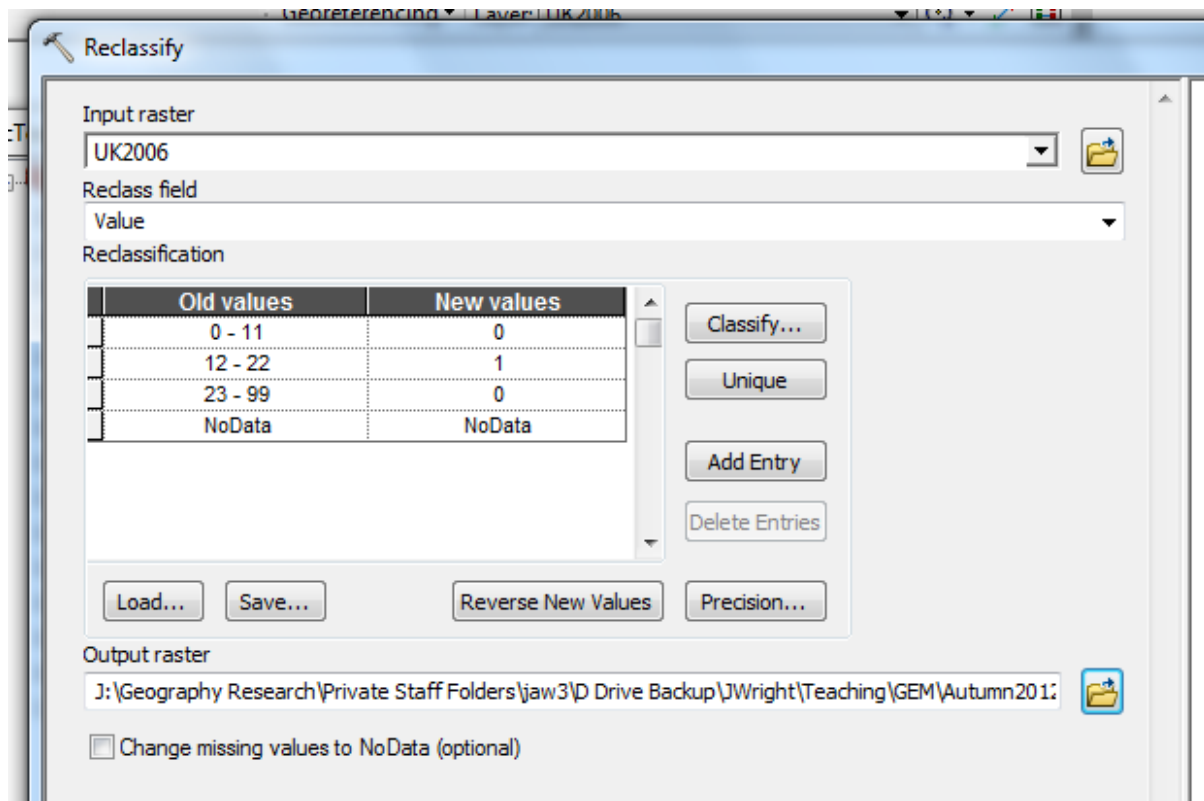 Georeferencing Layer: UK2006
Reclassify
Input raster
UK2006
Reclass field
Value
Reclassification
Old values New values
0 - 11 0
12 - 22 1
23 - 99 0
NoData NoData
Classify...
Unique
Add Entry
Delete Entries
Load... Save... Reverse New Values Precision...
Output raster
J:\Geography Research\Private Staff Folders\jaw3\D Drive Backup\JWright\Teaching\GEM\Autumn2012
Change missing values to NoData (optional)